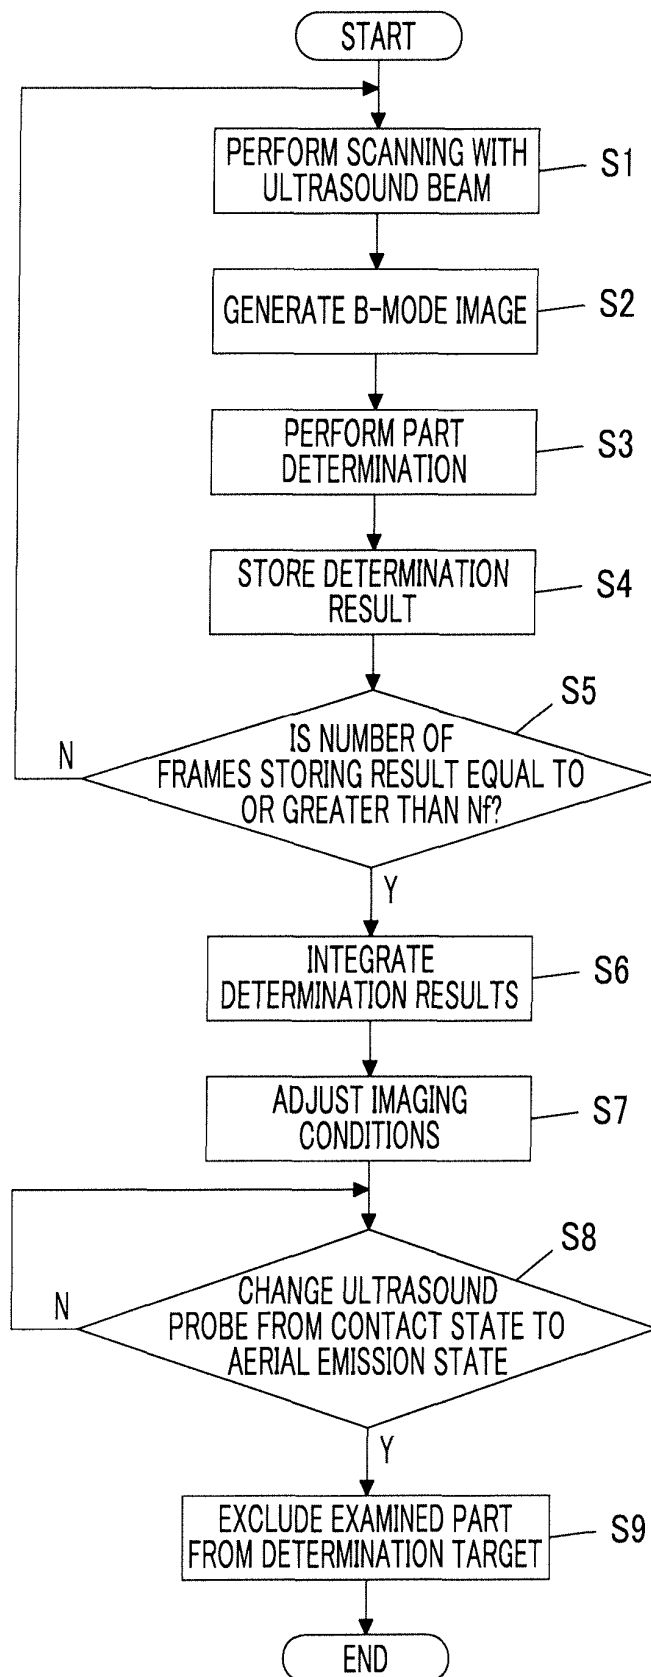 START
PERFORM SCANNING WITH
ULTRASOUND BEAM
S1
GENERATE B-MODE IMAGE
S2
PERFORM PART
DETERMINATION
S3
STORE DETERMINATION
RESULT
S4
S5
IS NUMBER OF
FRAMES STORING RESULT EQUAL TO
OR GREATER THAN Nf?
N
Y
INTEGRATE
DETERMINATION RESULTS
S6
ADJUST IMAGING
CONDITIONS
S7
S8
CHANGE ULTRASOUND
PROBE FROM CONTACT STATE TO
AERIAL EMISSION STATE
N
Y
EXCLUDE EXAMINED PART
FROM DETERMINATION TARGET
S9
END